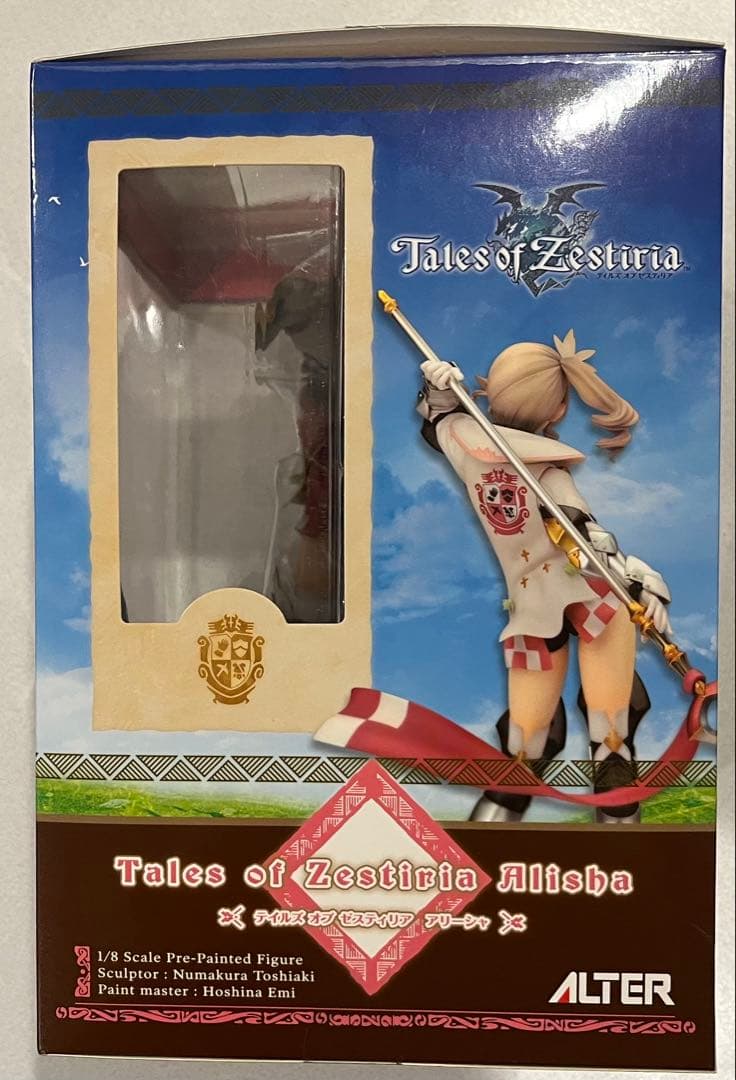 Tales of Zestiria™
テイルズ オブ ゼスティリア
Tales of Zestiria Alisha
テイルズ オブ ゼスティリア アリーシャ
1/8 Scale Pre-Painted Figure
Sculptor : Numakura Toshiaki
Paint master : Hoshina Emi
ALTER